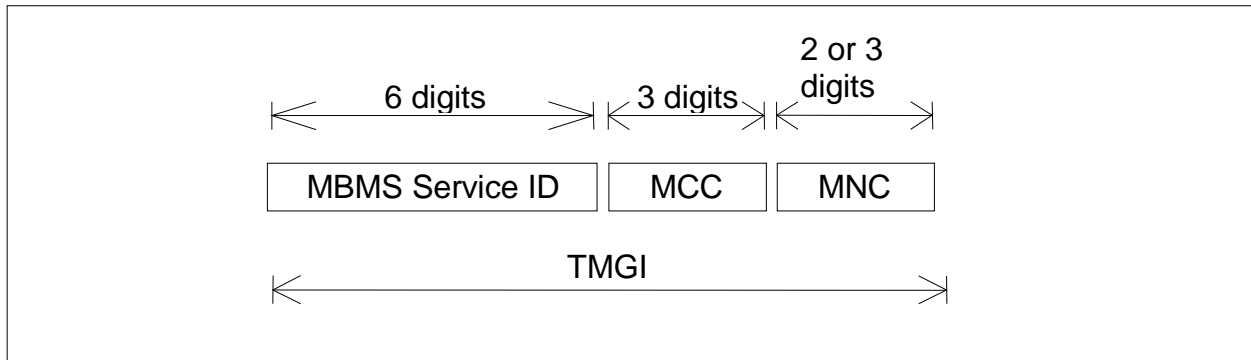 6 digits
3 digits
2 or 3
digits
MBMS Service ID
MCC
MNC
TMGI